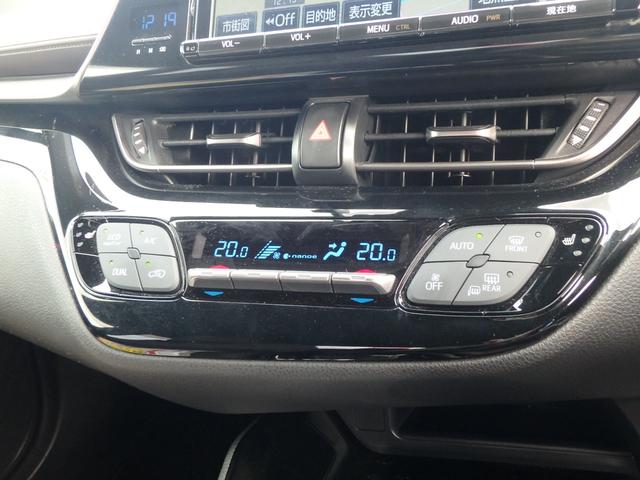 12:19
市街図 ◀◀Off 目的地 表示変更
VOL− VOL+ MENU CTRL AUDIO PWR 現在地
ECO A/C
DUAL
20.0 nanoe 20.0
AUTO FRONT
OFF REAR